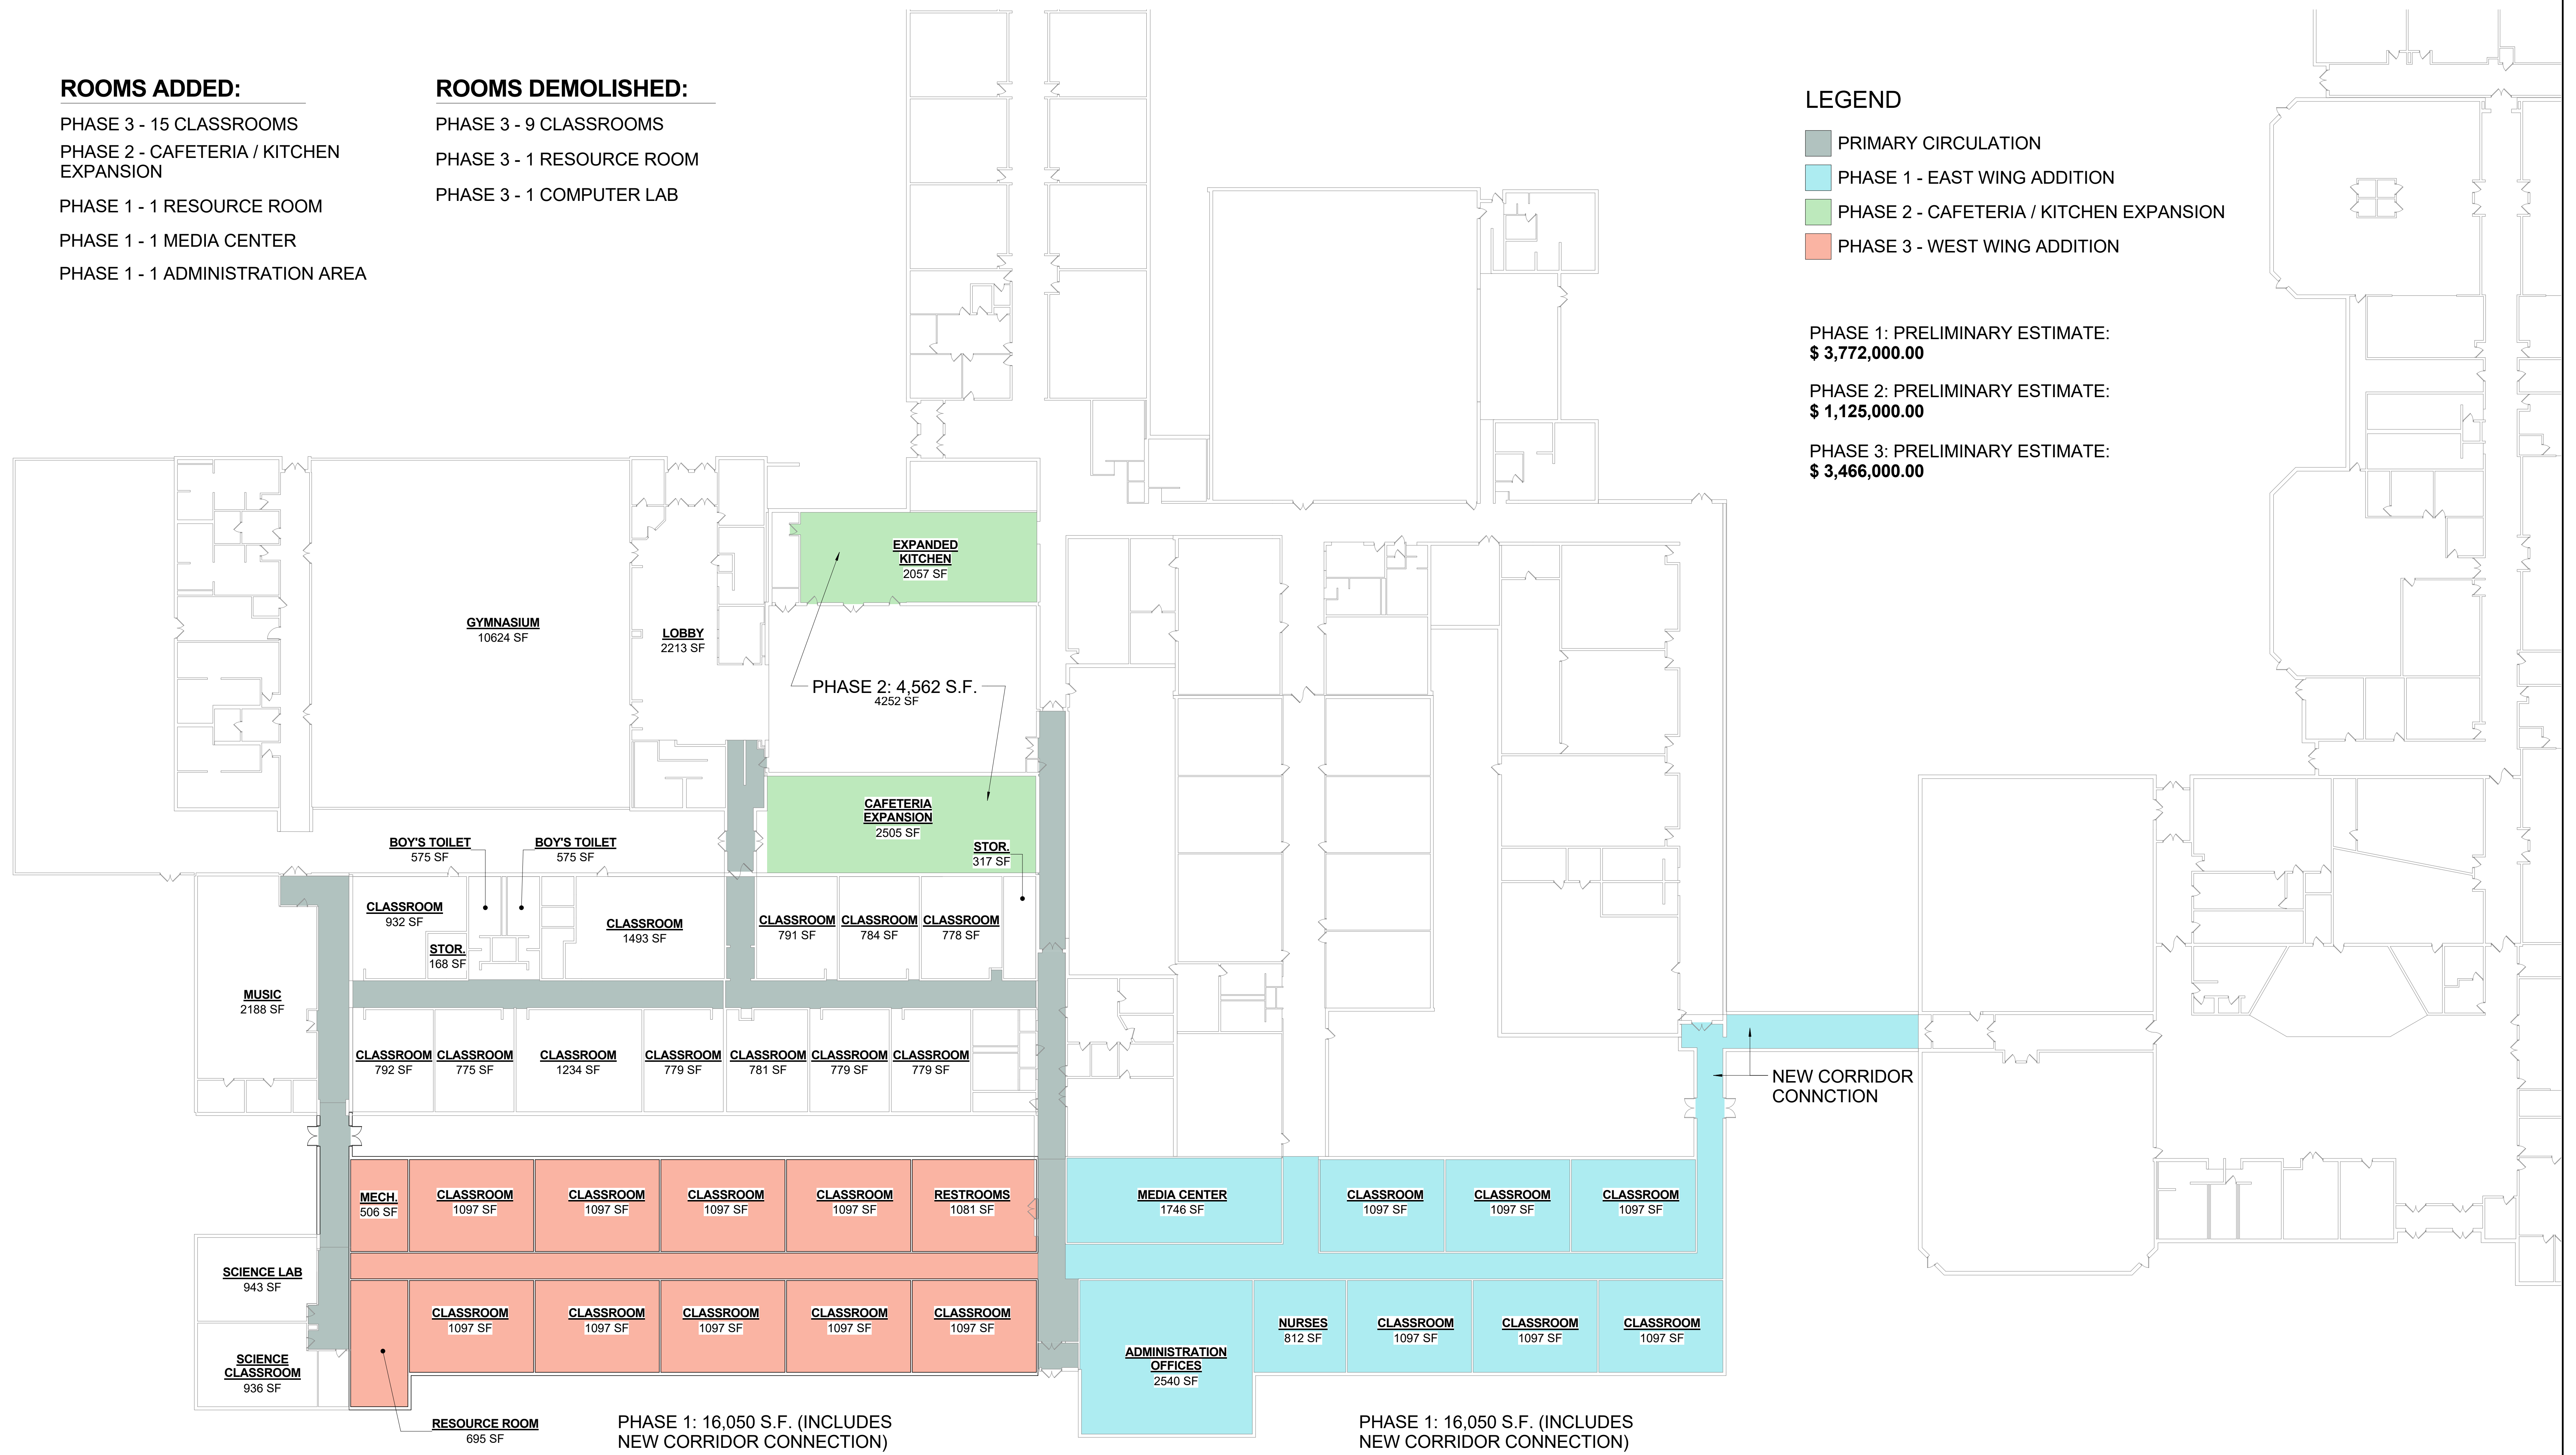 ROOMS ADDED:
PHASE 3 - 15 CLASSROOMS
PHASE 2 - CAFETERIA / KITCHEN
EXPANSION
PHASE 1 - 1 RESOURCE ROOM
PHASE 1 - 1 MEDIA CENTER
PHASE 1 - 1 ADMINISTRATION AREA
ROOMS DEMOLISHED:
PHASE 3 - 9 CLASSROOMS
PHASE 3 - 1 RESOURCE ROOM
PHASE 3 - 1 COMPUTER LAB
LEGEND
PRIMARY CIRCULATION
PHASE 1 - EAST WING ADDITION
PHASE 2 - CAFETERIA / KITCHEN EXPANSION
PHASE 3 - WEST WING ADDITION
PHASE 1: PRELIMINARY ESTIMATE:
$ 3,772,000.00
PHASE 2: PRELIMINARY ESTIMATE:
$ 1,125,000.00
PHASE 3: PRELIMINARY ESTIMATE:
$ 3,466,000.00
EXPANDED
KITCHEN
2057 SF
GYMNASIUM
10624 SF
LOBBY
2213 SF
PHASE 2: 4,562 S.F.
4252 SF
CAFETERIA
EXPANSION
2505 SF
BOY'S TOILET
575 SF
BOY'S TOILET
575 SF
STOR.
317 SF
CLASSROOM
932 SF
STOR.
168 SF
CLASSROOM
1493 SF
CLASSROOM
791 SF
CLASSROOM
784 SF
CLASSROOM
778 SF
MUSIC
2188 SF
CLASSROOM
792 SF
CLASSROOM
775 SF
CLASSROOM
1234 SF
CLASSROOM
779 SF
CLASSROOM
781 SF
CLASSROOM
779 SF
CLASSROOM
779 SF
NEW CORRIDOR
CONNCTION
MECH.
506 SF
CLASSROOM
1097 SF
CLASSROOM
1097 SF
CLASSROOM
1097 SF
CLASSROOM
1097 SF
RESTROOMS
1081 SF
MEDIA CENTER
1746 SF
CLASSROOM
1097 SF
CLASSROOM
1097 SF
CLASSROOM
1097 SF
SCIENCE LAB
943 SF
SCIENCE
CLASSROOM
936 SF
CLASSROOM
1097 SF
CLASSROOM
1097 SF
CLASSROOM
1097 SF
CLASSROOM
1097 SF
CLASSROOM
1097 SF
ADMINISTRATION
OFFICES
2540 SF
NURSES
812 SF
CLASSROOM
1097 SF
CLASSROOM
1097 SF
CLASSROOM
1097 SF
RESOURCE ROOM
695 SF
PHASE 1: 16,050 S.F. (INCLUDES
NEW CORRIDOR CONNECTION)
PHASE 1: 16,050 S.F. (INCLUDES
NEW CORRIDOR CONNECTION)